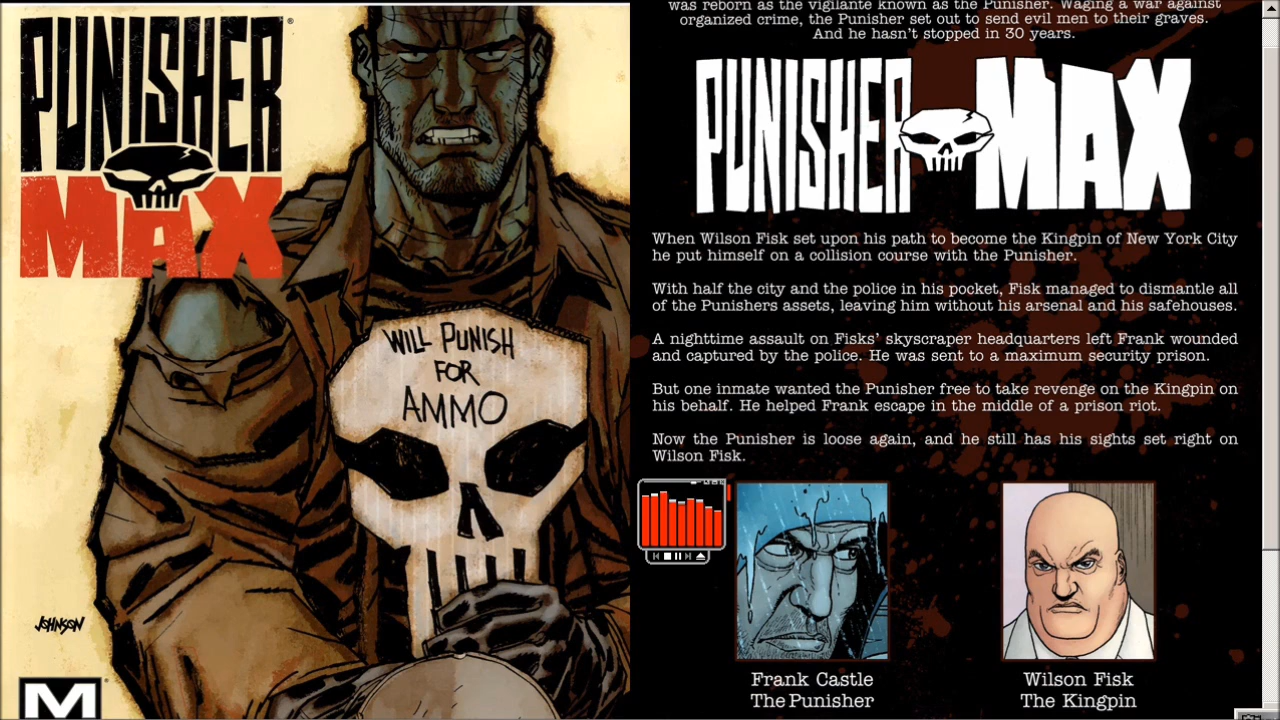 PUNISHER
MAX
WILL PUNISH
FOR
AMMO
JOHNSON
M
was reborn as the vigilante known as the Punisher. Waging a war against
organized crime, the Punisher set out to send evil men to their graves.
And he hasn't stopped in 30 years.
PUNISHER MAX
When Wilson Fisk set upon his path to become the Kingpin of New York City
he put himself on a collision course with the Punisher.
With half the city and the police in his pocket, Fisk managed to dismantle all
of the Punishers assets, leaving him without his arsenal and his safehouses.
A nighttime assault on Fisks' skyscraper headquarters left Frank wounded
and captured by the police. He was sent to a maximum security prison.
But one inmate wanted the Punisher free to take revenge on the Kingpin on
his behalf. He helped Frank escape in the middle of a prison riot.
Now the Punisher is loose again, and he still has his sights set right on
Wilson Fisk.
Frank Castle
The Punisher
Wilson Fisk
The Kingpin